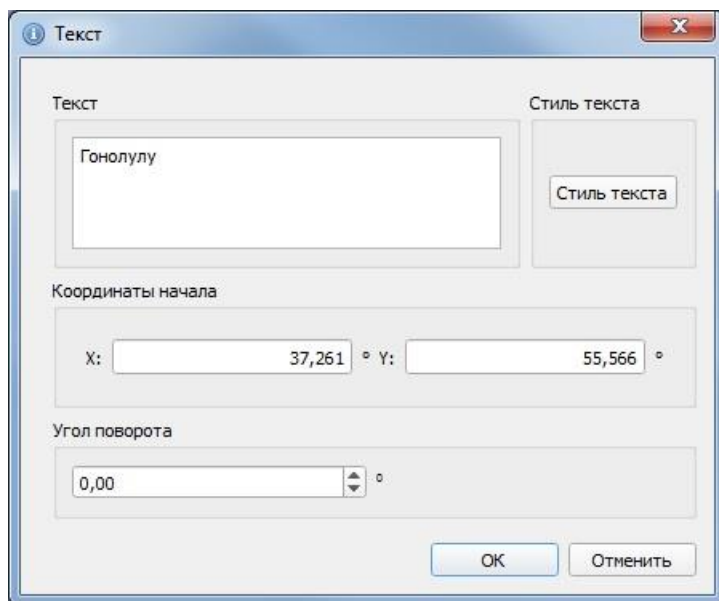 Текст
Текст
Стиль текста
Гонолулу
Стиль текста
Координаты начала
X: 37,261 ° Y: 55,566 °
Угол поворота
0,00 °
OK
Отменить